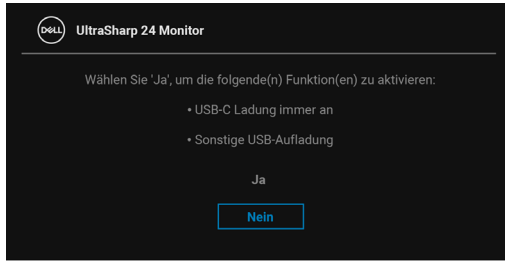 DELL
UltraSharp 24 Monitor
Wählen Sie 'Ja', um die folgende(n) Funktion(en) zu aktivieren:
• USB-C Ladung immer an
• Sonstige USB-Aufladung
Ja
Nein